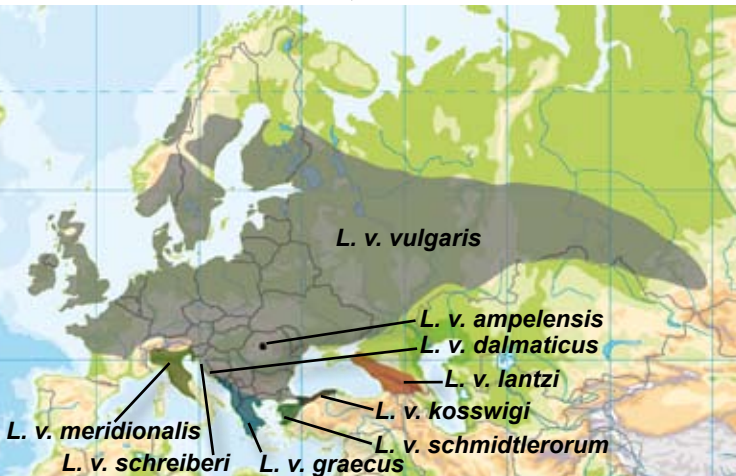 L. v. vulgaris
L. v. ampelensis
L. v. dalmaticus
L. v. lantzi
L. v. kosswigi
L. v. meridionalis
L. v. schmidtlerorum
L. v. schreiberi
L. v. graecus